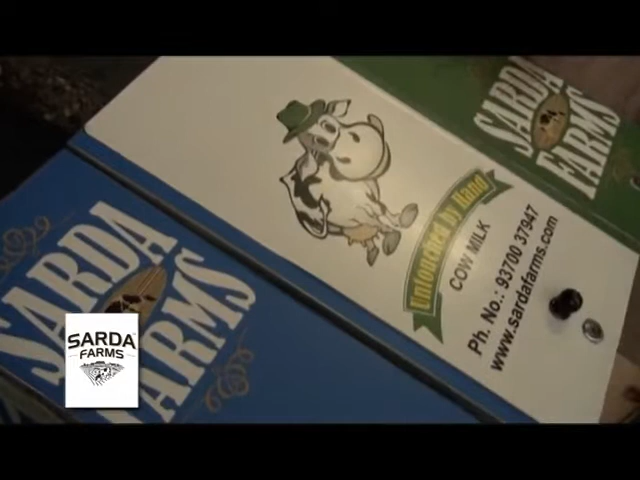 SARDA
FARMS
Untouched by Hand
COW MILK
Ph. No.: 93700 37947
www.sardafarms.com
SARDA
FARMS
SARDA
FARMS